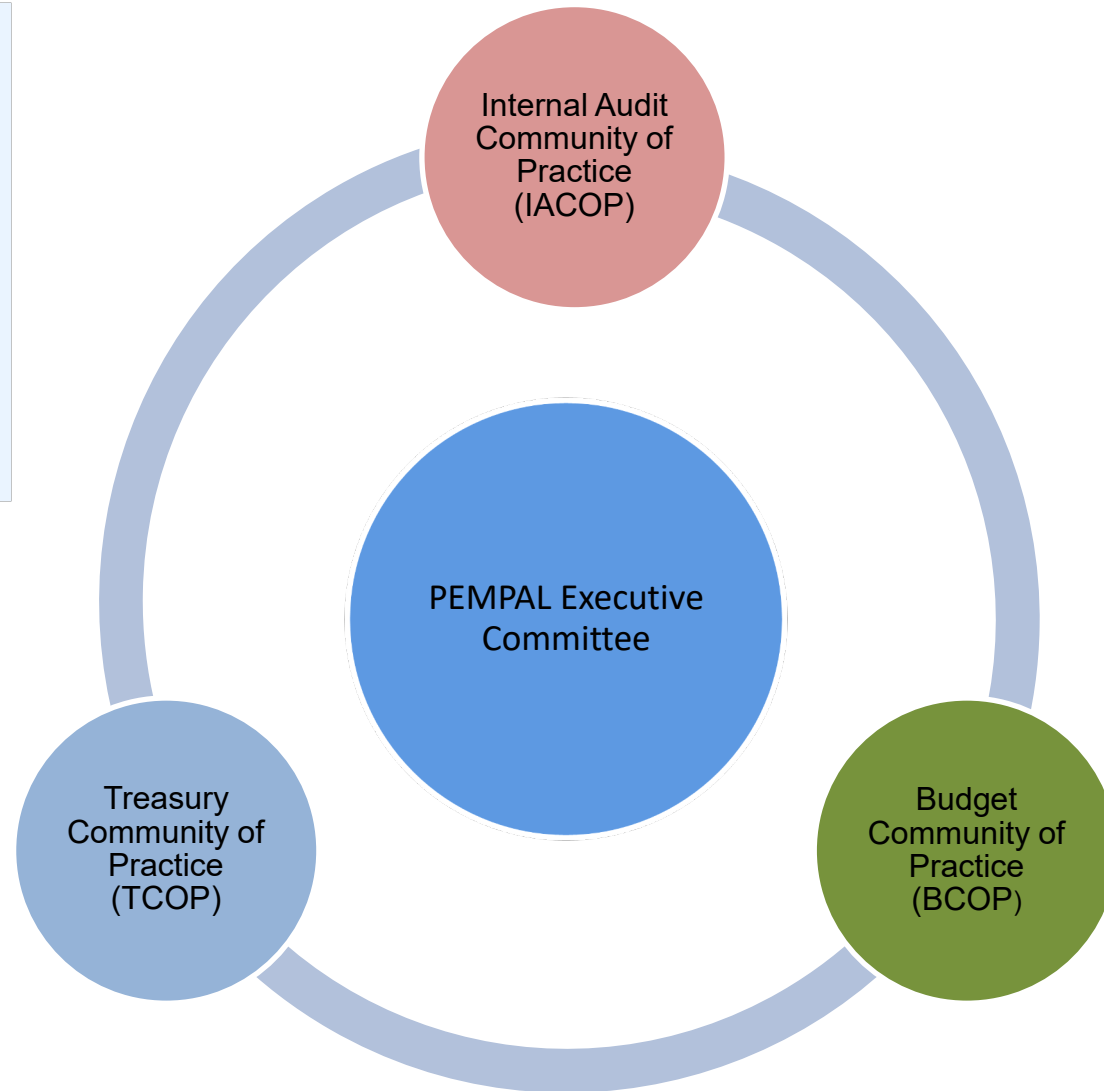 Internal Audit
Community of
Practice
(IACOP)
PEMPAL Executive
Committee
Treasury
Community of
Practice
(TCOP)
Budget
Community of
Practice
(BCOP)